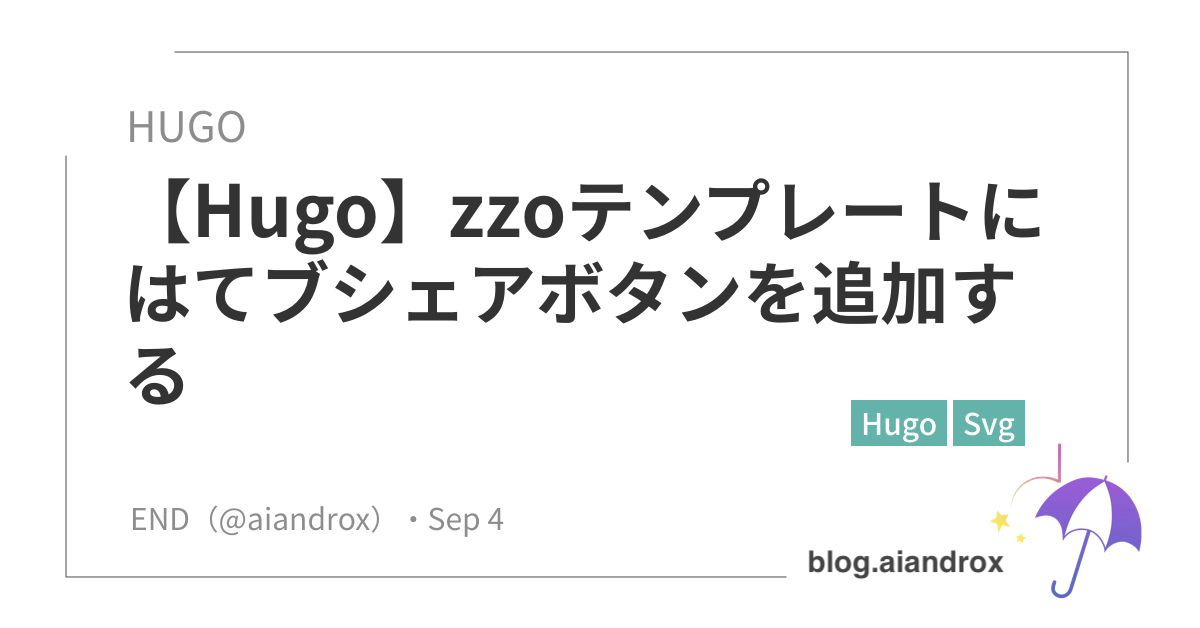 HUGO
【Hugo】zzoテンプレートに
はてブシェアボタンを追加す
る
Hugo Svg
END（@aiandrox）・Sep 4
blog.aiandrox